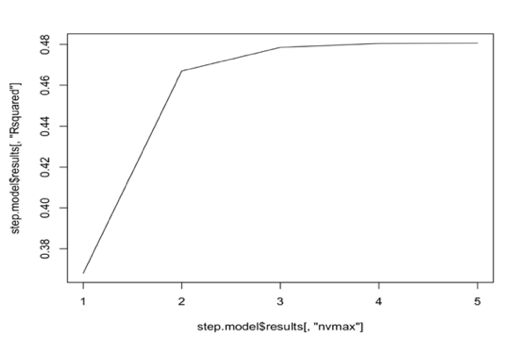 0.48
0.46
0.44
0.42
0.40
0.38
step.model$results[, "Rsquared"]
1 2 3 4 5
step.model$results[, "nvmax"]